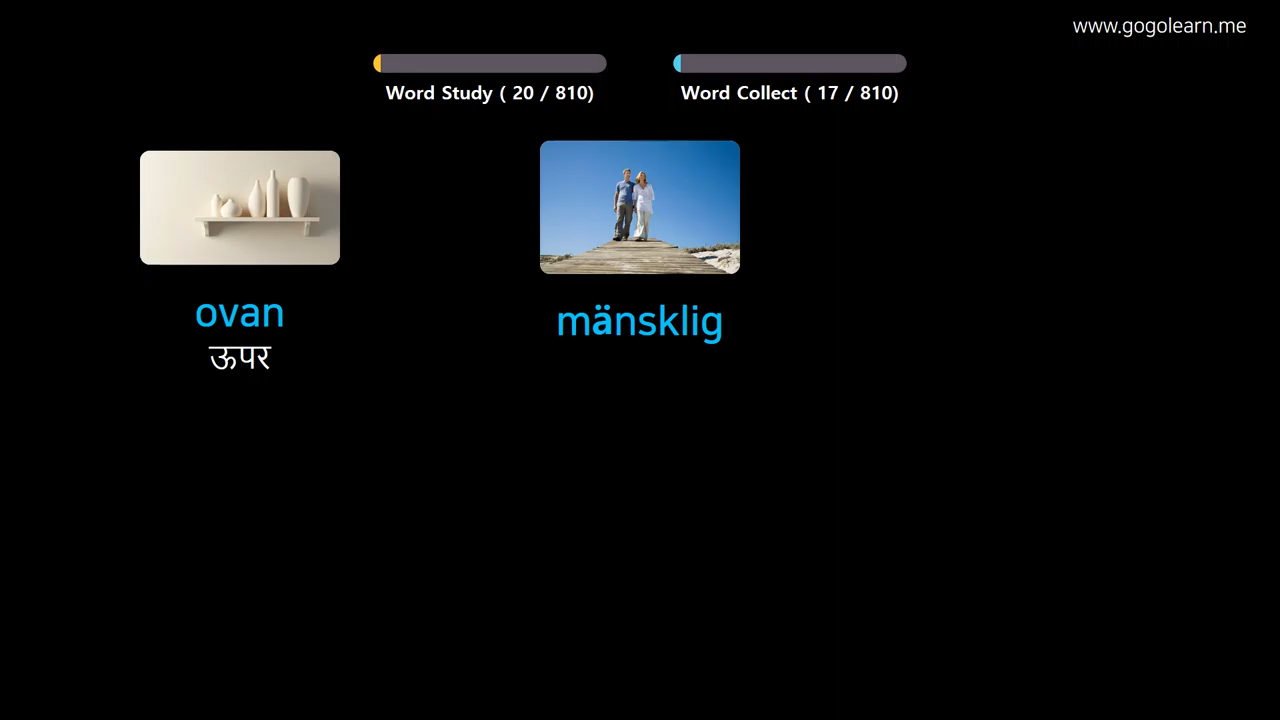 www.gogolearn.me
Word Study ( 20 / 810)
Word Collect ( 17 / 810)
ovan
ऊपर
mänsklig